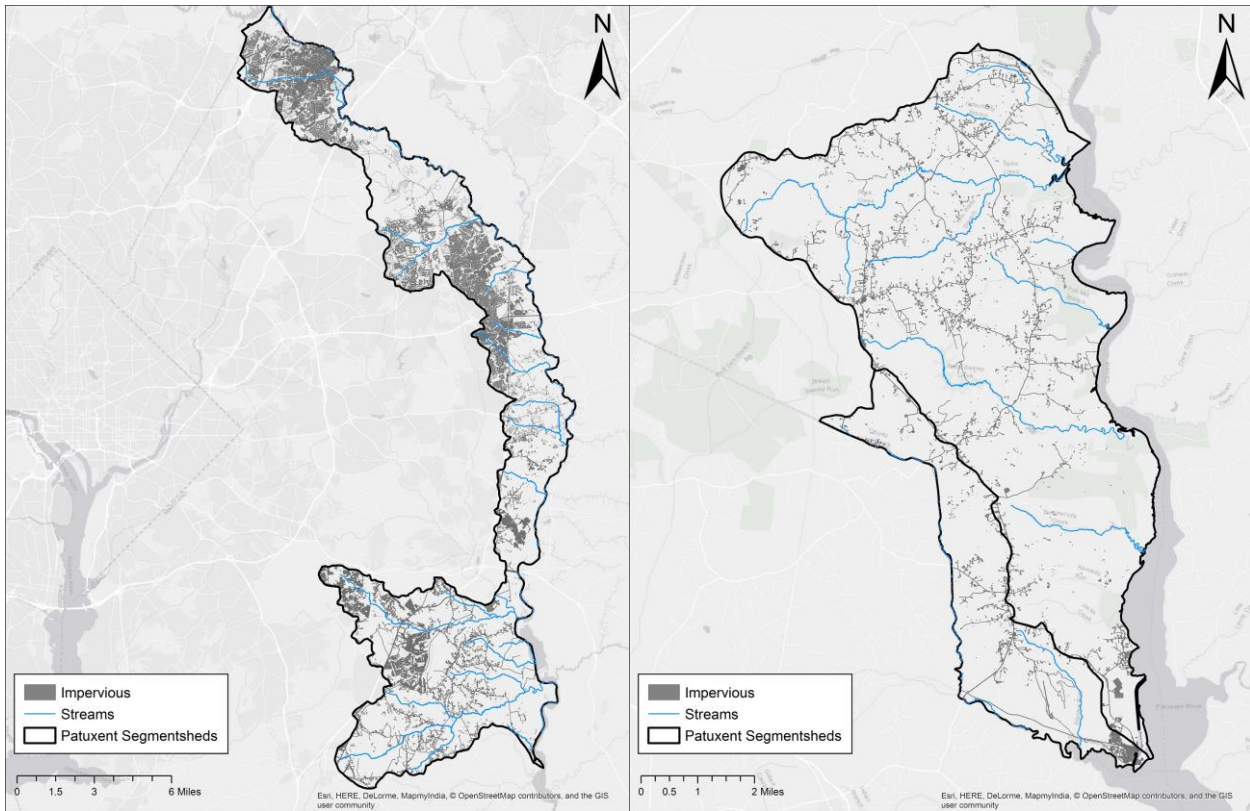 N
Impervious
Streams
Patuxent Segmentsheds
0 1.5 3 6 Miles
Esri, HERE, DeLorme, MapmyIndia, © OpenStreetMap contributors, and the GIS
user community
N
Impervious
Streams
Patuxent Segmentsheds
0 0.5 1 2 Miles
Esri, HERE, DeLorme, MapmyIndia, © OpenStreetMap contributors, and the GIS
user community
Patuxent River